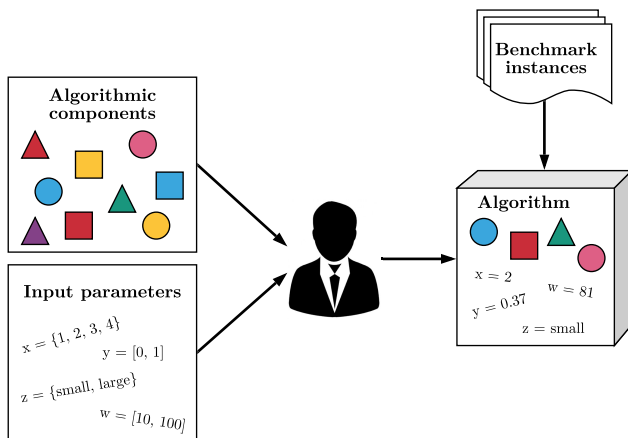 Algorithmic
components
Input parameters
x = {1, 2, 3, 4}
y = [0, 1]
z = {small, large}
w = [10, 100]
Benchmark
instances
Algorithm
x = 2
w = 81
y = 0.37
z = small